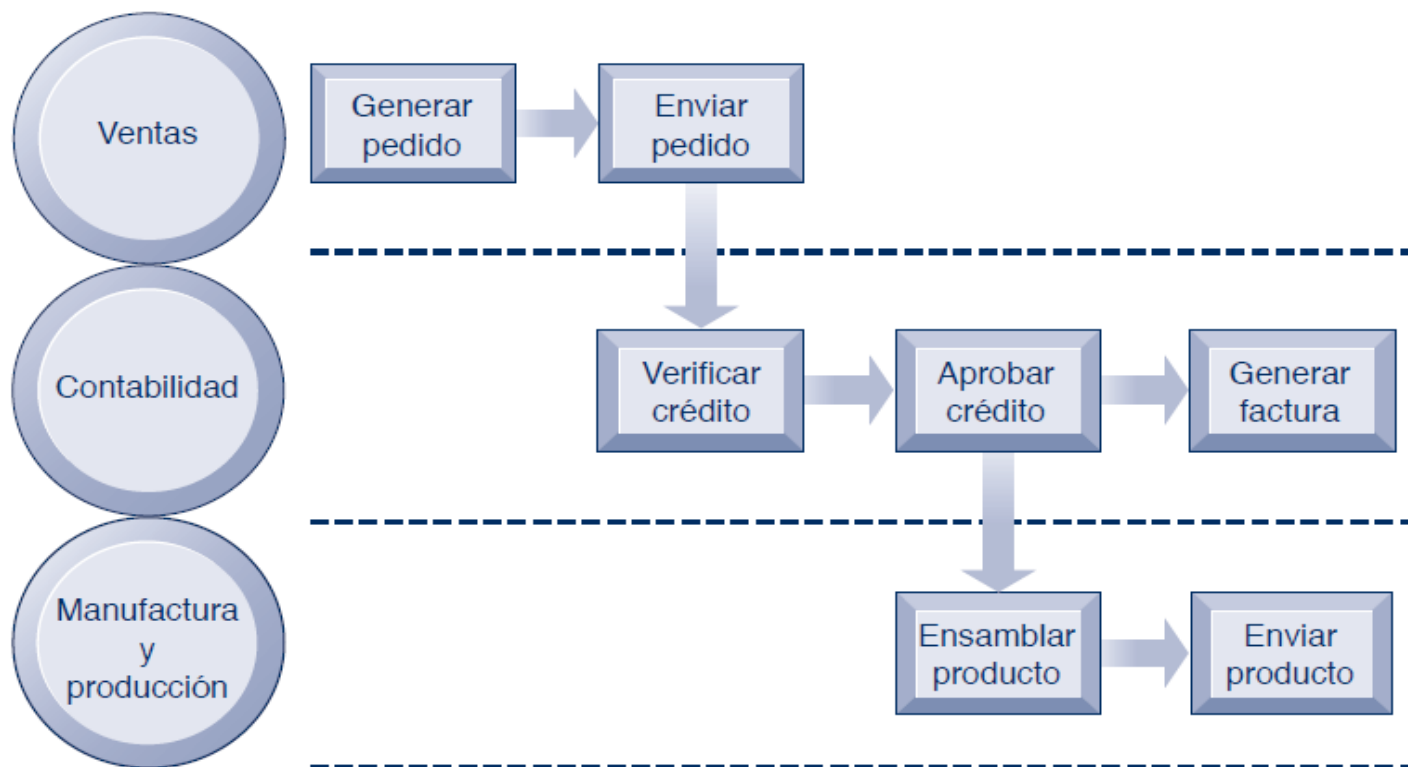 Ventas
Generar
pedido
Enviar
pedido
Contabilidad
Verificar
crédito
Aprobar
crédito
Generar
factura
Manufactura
y
producción
Ensamblar
producto
Enviar
producto